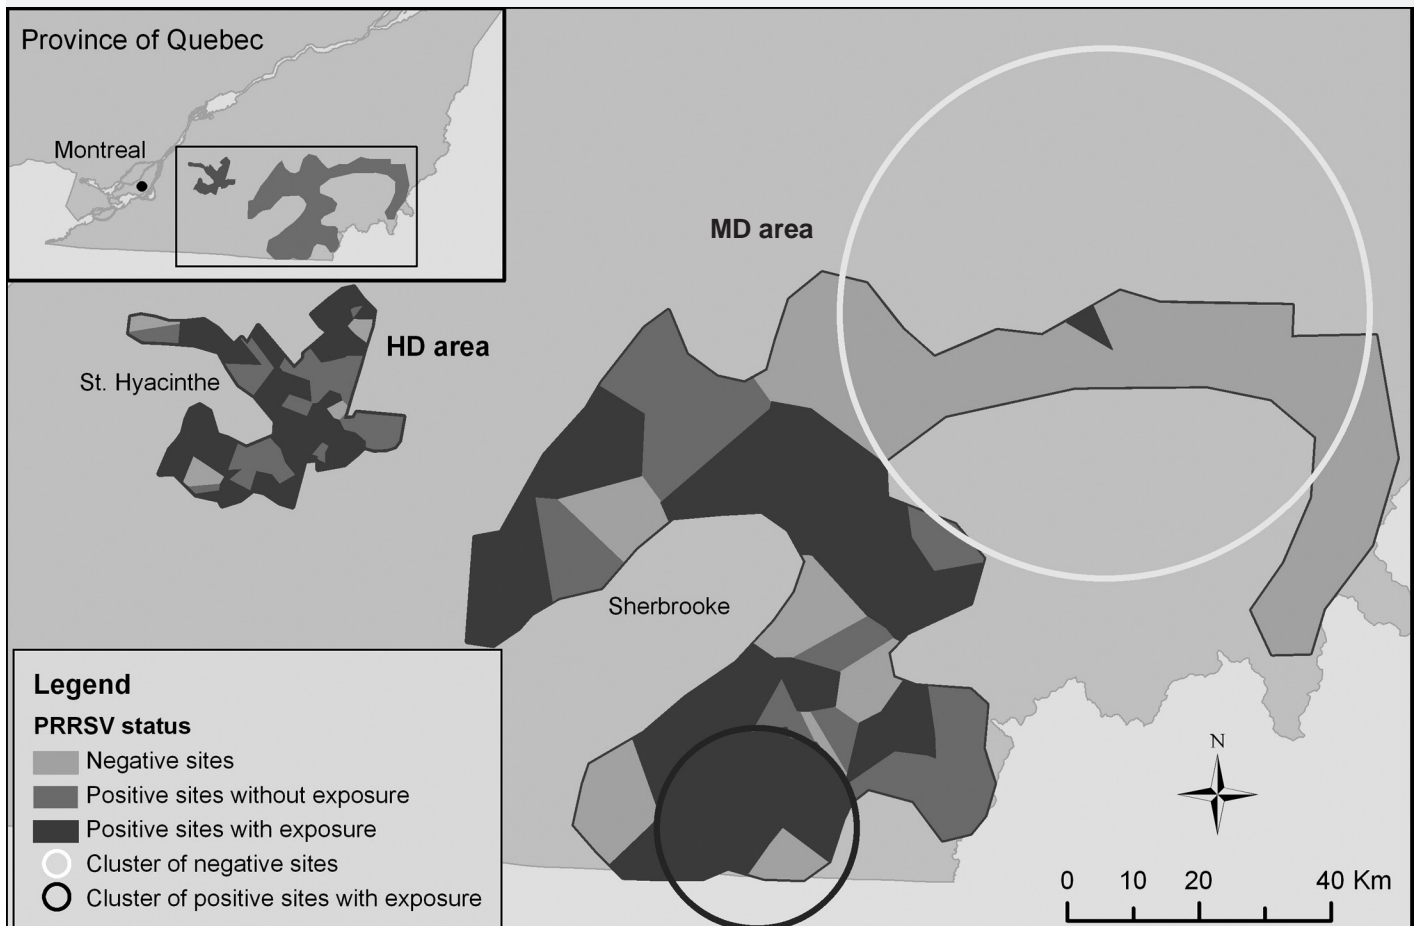 Province of Quebec
Montreal
MD area
HD area
St. Hyacinthe
Sherbrooke
Legend
PRRSV status
Negative sites
Positive sites without exposure
Positive sites with exposure
Cluster of negative sites
Cluster of positive sites with exposure
N
0 10 20 40 Km